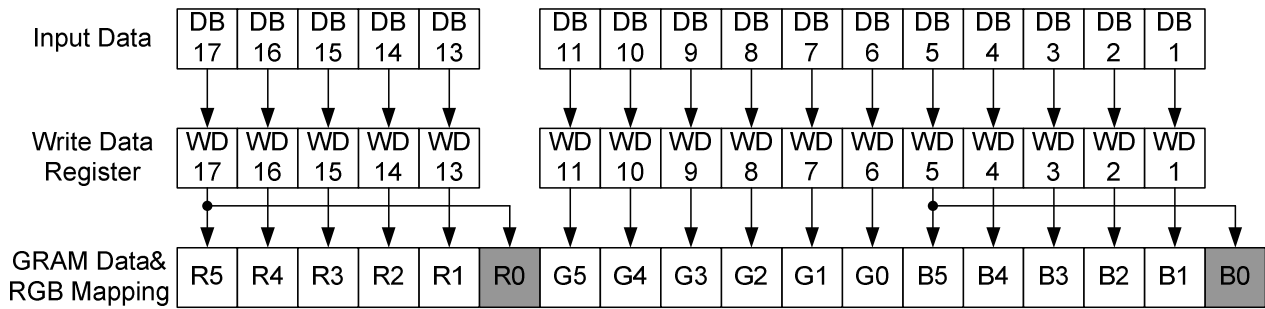 Input Data
DB DB DB DB DB DB DB DB DB DB DB DB DB DB DB DB
17 16 15 14 13 11 10 9 8 7 6 5 4 3 2 1
Write Data
Register
WD WD WD WD WD WD WD WD WD WD WD WD WD WD WD WD
17 16 15 14 13 11 10 9 8 7 6 5 4 3 2 1
GRAM Data&
RGB Mapping
R5 R4 R3 R2 R1 R0 G5 G4 G3 G2 G1 G0 B5 B4 B3 B2 B1 B0